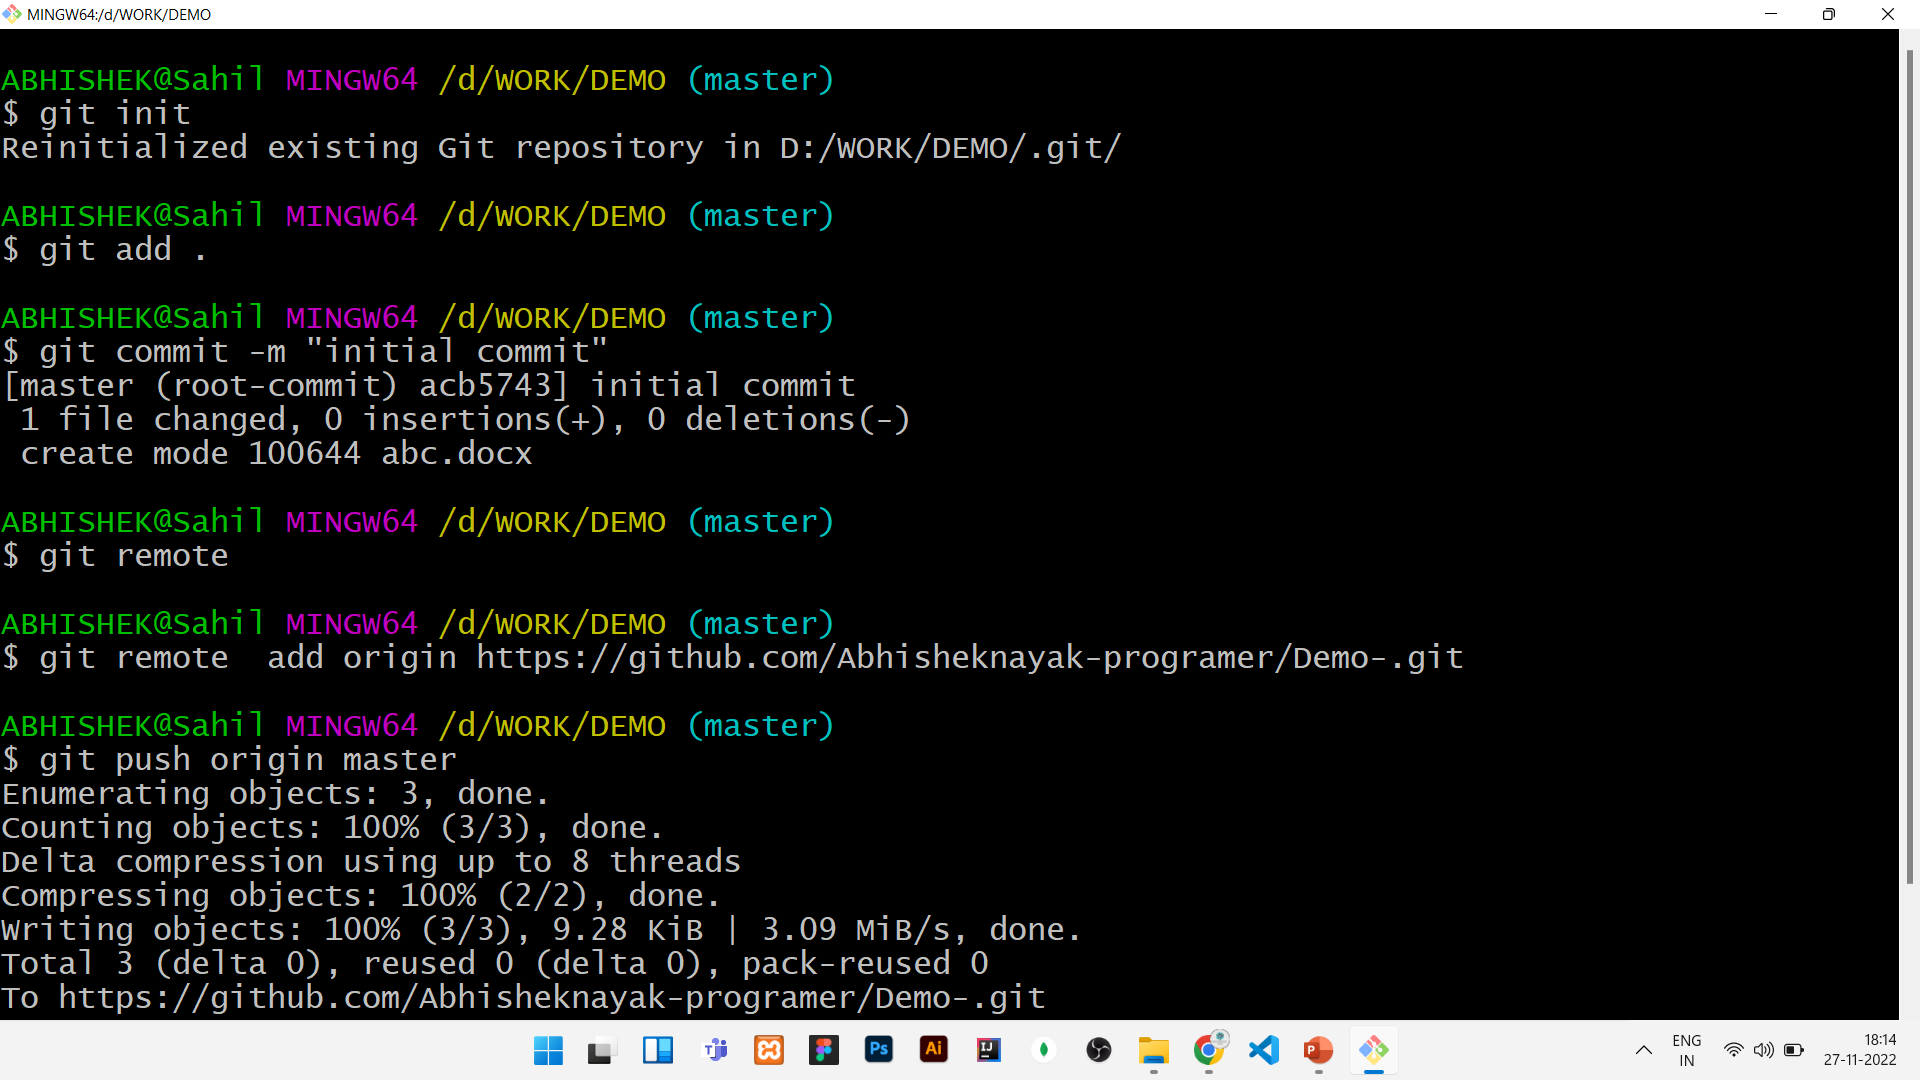 MINGW64:/d/WORK/DEMO
ABHISHEK@Sahil MINGW64 /d/WORK/DEMO (master)
$ git init
Reinitialized existing Git repository in D:/WORK/DEMO/.git/
ABHISHEK@Sahil MINGW64 /d/WORK/DEMO (master)
$ git add .
ABHISHEK@Sahil MINGW64 /d/WORK/DEMO (master)
$ git commit -m "initial commit"
[master (root-commit) acb5743] initial commit
 1 file changed, 0 insertions(+), 0 deletions(-)
 create mode 100644 abc.docx
ABHISHEK@Sahil MINGW64 /d/WORK/DEMO (master)
$ git remote
ABHISHEK@Sahil MINGW64 /d/WORK/DEMO (master)
$ git remote  add origin https://github.com/Abhisheknayak-programer/Demo-.git
ABHISHEK@Sahil MINGW64 /d/WORK/DEMO (master)
$ git push origin master
Enumerating objects: 3, done.
Counting objects: 100% (3/3), done.
Delta compression using up to 8 threads
Compressing objects: 100% (2/2), done.
Writing objects: 100% (3/3), 9.28 KiB | 3.09 MiB/s, done.
Total 3 (delta 0), reused 0 (delta 0), pack-reused 0
To https://github.com/Abhisheknayak-programer/Demo-.git
T Ps Ai IJ P
ENG
IN
18:14
27-11-2022